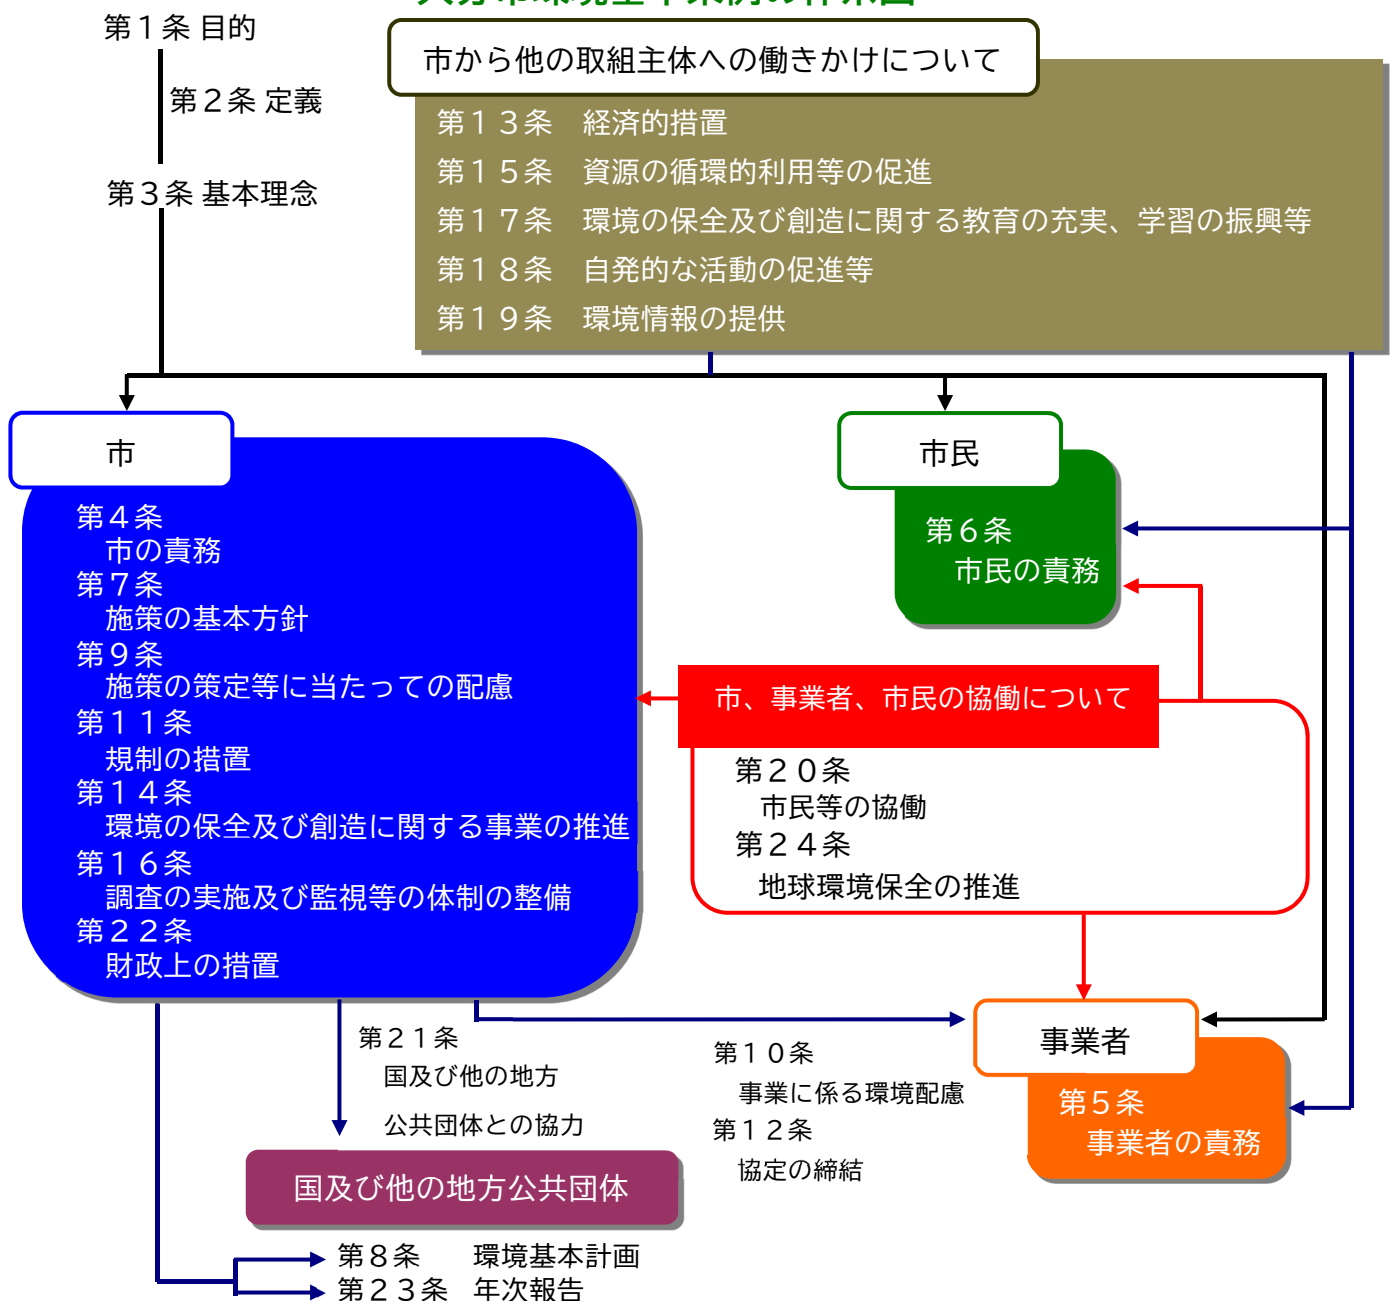 第１条 目的
第２条 定義
第３条 基本理念
市から他の取組主体への働きかけについて
第１３条　経済的措置
第１５条　資源の循環的利用等の促進
第１７条　環境の保全及び創造に関する教育の充実、学習の振興等
第１８条　自発的な活動の促進等
第１９条　環境情報の提供
市
第４条
市の責務
第７条
施策の基本方針
第９条
施策の策定等に当たっての配慮
第１１条
規制の措置
第１４条
環境の保全及び創造に関する事業の推進
第１６条
調査の実施及び監視等の体制の整備
第２２条
財政上の措置
市民
第６条
市民の責務
市、事業者、市民の協働について
第２０条
市民等の協働
第２４条
地球環境保全の推進
事業者
第５条
事業者の責務
第１０条
事業に係る環境配慮
第１２条
協定の締結
第２１条
国及び他の地方
公共団体との協力
国及び他の地方公共団体
第８条　環境基本計画
第２３条　年次報告